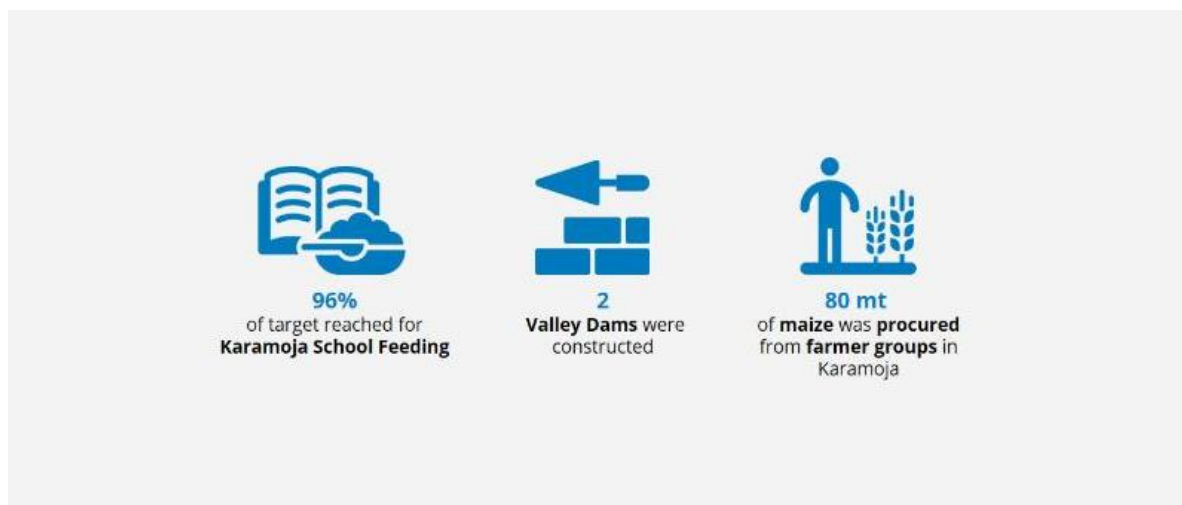 96%
of target reached for
Karamoja School Feeding
2
Valley Dams were
constructed
80 mt
of maize was procured
from farmer groups in
Karamoja